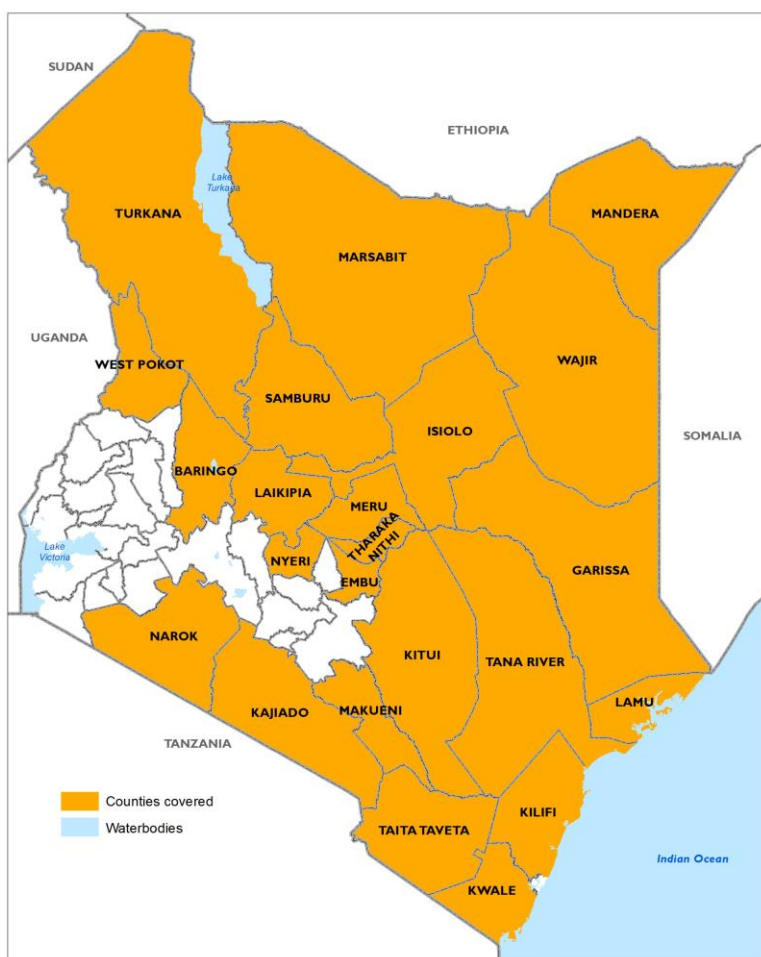 SUDAN
ETHIOPIA
Lake
Turkana
MANDERA
TURKANA
MARSABIT
UGANDA
WEST POKOT
WAJIR
SAMBURU
ISIOLO
SOMALIA
BARINGO
LAIKIPIA
MERU
THARAKA
NITHI
Lake
Victoria
NYERI
EMBU
GARISSA
NAROK
KITUI
TANA RIVER
LAMU
KAJIADO
MAKUENI
TANZANIA
Counties covered
Waterbodies
KILIFI
TAITA TAVETA
Indian Ocean
KWALE